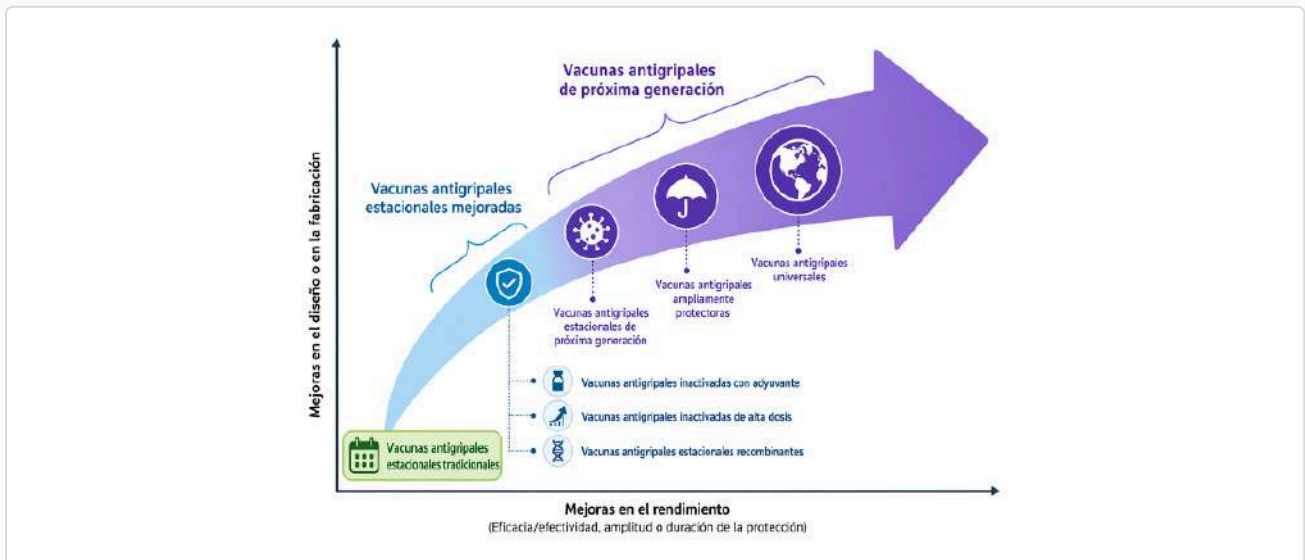 Mejoras en el diseño o en la fabricación
Vacunas antigripales
de próxima generación
Vacunas antigripales
estacionales mejoradas
Vacunas antigripales
universales
Vacunas antigripales
ampliamente
protectoras
Vacunas antigripales
estacionales de
próxima generación
Vacunas antigripales inactivadas con adyuvante
Vacunas antigripales inactivadas de alta dosis
Vacunas antigripales estacionales recombinantes
Vacunas antigripales
estacionales tradicionales
Mejoras en el rendimiento
(Eficacia/efectividad, amplitud o duración de la protección)